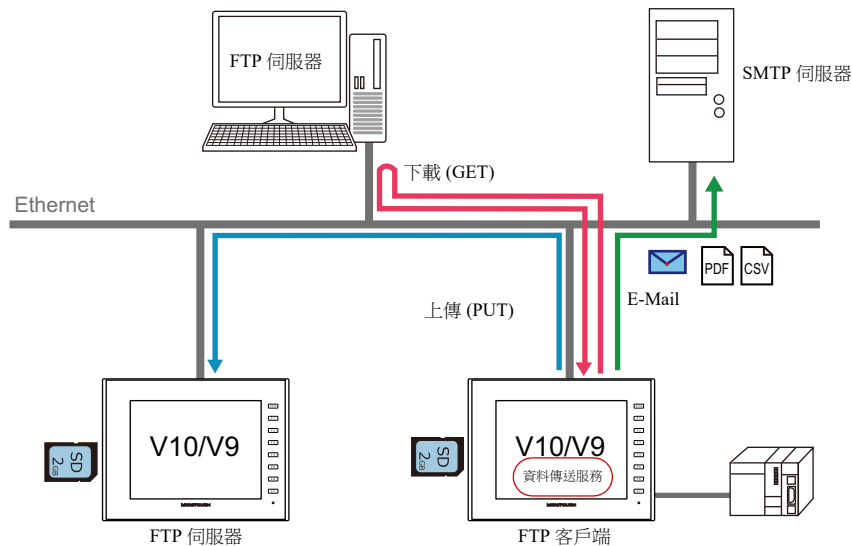 FTP 伺服器
SMTP 伺服器
下載 (GET)
Ethernet
PDF
CSV
E-Mail
上傳 (PUT)
V10/V9
V10/V9
資料傳送服務
SD
2GB
SD
2GB
MONITOUCH
MONITOUCH
FTP 伺服器
FTP 客戶端